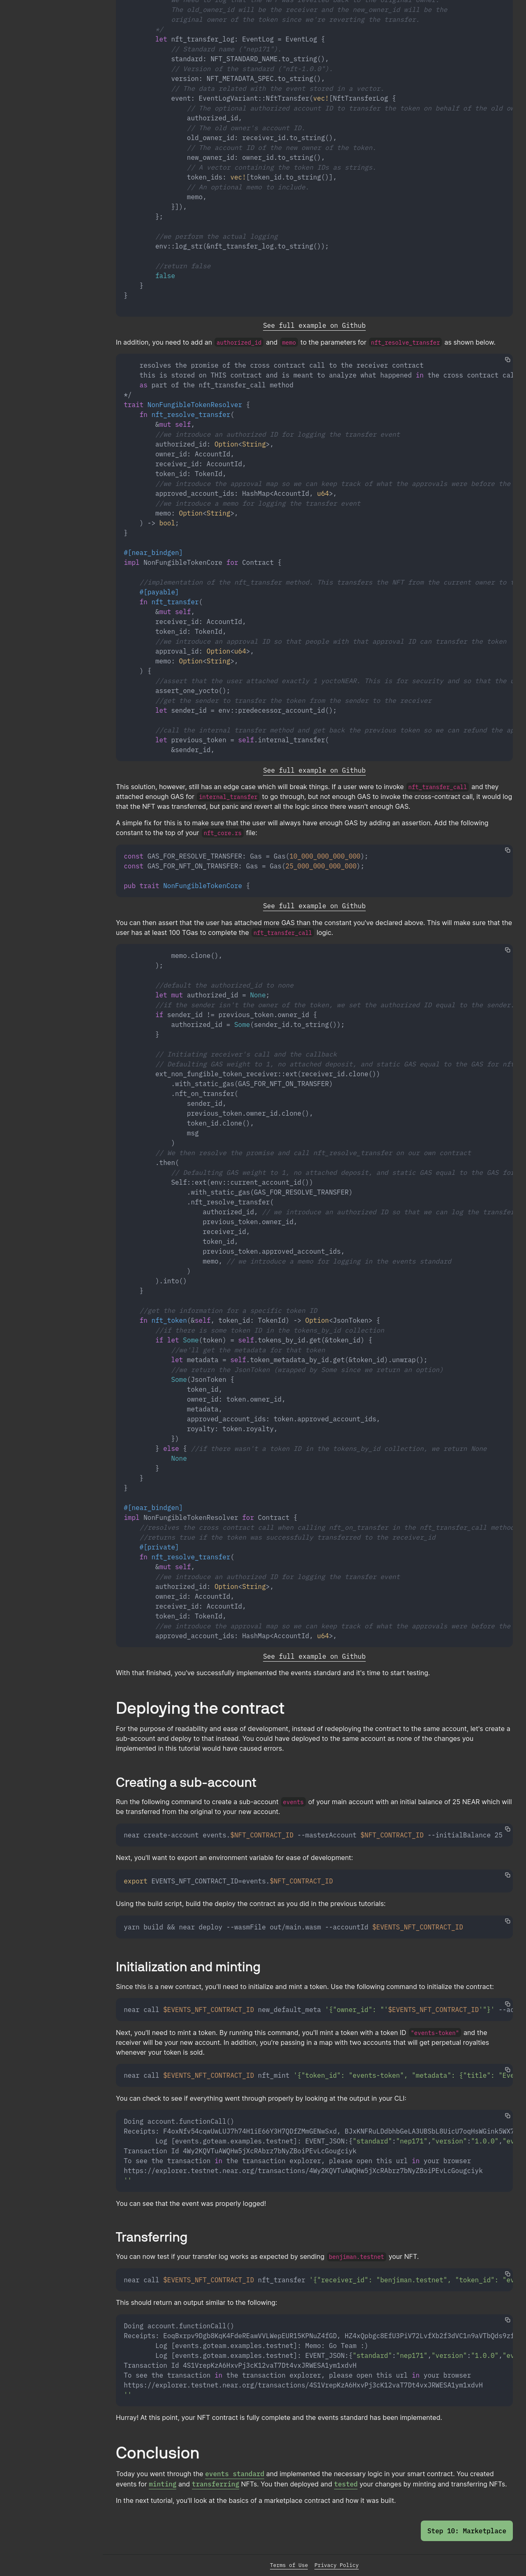 The old_owner_id will be the receiver and the new_owner_id will be the
original owner of the token since we're reverting the transfer.
*/
let nft_transfer_log: EventLog = EventLog {
// Standard name ("nep171").
standard: NFT_STANDARD_NAME.to_string(),
// Version of the standard ("nft-1.0.0").
version: NFT_METADATA_SPEC.to_string(),
// The data related with the event stored in a vector.
event: EventLogVariant::NftTransfer(vec![NftTransferLog {
// The optional authorized account ID to transfer the token on behalf of the old ow
authorized_id,
// The old owner's account ID.
old_owner_id: receiver_id.to_string(),
// The account ID of the new owner of the token.
new_owner_id: owner_id.to_string(),
// A vector containing the token IDs as strings.
token_ids: vec![token_id.to_string()],
// An optional memo to include.
memo,
}]),
};
//we perform the actual logging
env::log_str(&nft_transfer_log.to_string());
//return false
false
}
}
See full example on Github
In addition, you need to add an authorized_id and memo to the parameters for nft_resolve_transfer as shown below.
resolves the promise of the cross contract call to the receiver contract
this is stored on THIS contract and is meant to analyze what happened in the cross contract cal
as part of the nft_transfer_call method
*/
trait NonFungibleTokenResolver {
fn nft_resolve_transfer(
&mut self,
//we introduce an authorized ID for logging the transfer event
authorized_id: Option<String>,
owner_id: AccountId,
receiver_id: AccountId,
token_id: TokenId,
//we introduce the approval map so we can keep track of what the approvals were before the
approved_account_ids: HashMap<AccountId, u64>,
//we introduce a memo for logging the transfer event
memo: Option<String>,
) -> bool;
}
#[near_bindgen]
impl NonFungibleTokenCore for Contract {
//implementation of the nft_transfer method. This transfers the NFT from the current owner to t
#[payable]
fn nft_transfer(
&mut self,
receiver_id: AccountId,
token_id: TokenId,
//we introduce an approval ID so that people with that approval ID can transfer the token
approval_id: Option<u64>,
memo: Option<String>,
) {
//assert that the user attached exactly 1 yoctoNEAR. This is for security and so that the u
assert_one_yocto();
//get the sender to transfer the token from the sender to the receiver
let sender_id = env::predecessor_account_id();
//call the internal transfer method and get back the previous token so we can refund the ap
let previous_token = self.internal_transfer(
&sender_id,
See full example on Github
This solution, however, still has an edge case which will break things. If a user were to invoke nft_transfer_call and they
attached enough GAS for internal_transfer to go through, but not enough GAS to invoke the cross-contract call, it would log
that the NFT was transferred, but panic and revert all the logic since there wasn't enough GAS.
A simple fix for this is to make sure that the user will always have enough GAS by adding an assertion. Add the following
constant to the top of your nft_core.rs file:
const GAS_FOR_RESOLVE_TRANSFER: Gas = Gas(10_000_000_000_000);
const GAS_FOR_NFT_ON_TRANSFER: Gas = Gas(25_000_000_000_000);
pub trait NonFungibleTokenCore {
See full example on Github
You can then assert that the user has attached more GAS than the constant you've declared above. This will make sure that the
user has at least 100 TGas to complete the nft_transfer_call logic.
memo.clone(),
);
//default the authorized_id to none
let mut authorized_id = None;
//if the sender isn't the owner of the token, we set the authorized ID equal to the sender.
if sender_id != previous_token.owner_id {
authorized_id = Some(sender_id.to_string());
}
// Initiating receiver's call and the callback
// Defaulting GAS weight to 1, no attached deposit, and static GAS equal to the GAS for nft
ext_non_fungible_token_receiver::ext(receiver_id.clone())
.with_static_gas(GAS_FOR_NFT_ON_TRANSFER)
.nft_on_transfer(
sender_id,
previous_token.owner_id.clone(),
token_id.clone(),
msg
)
// We then resolve the promise and call nft_resolve_transfer on our own contract
.then(
// Defaulting GAS weight to 1, no attached deposit, and static GAS equal to the GAS for
Self::ext(env::current_account_id())
.with_static_gas(GAS_FOR_RESOLVE_TRANSFER)
.nft_resolve_transfer(
authorized_id, // we introduce an authorized ID so that we can log the transfer
previous_token.owner_id,
receiver_id,
token_id,
previous_token.approved_account_ids,
memo, // we introduce a memo for logging in the events standard
)
).into()
}
//get the information for a specific token ID
fn nft_token(&self, token_id: TokenId) -> Option<JsonToken> {
//if there is some token ID in the tokens_by_id collection
if let Some(token) = self.tokens_by_id.get(&token_id) {
//we'll get the metadata for that token
let metadata = self.token_metadata_by_id.get(&token_id).unwrap();
//we return the JsonToken (wrapped by Some since we return an option)
Some(JsonToken {
token_id,
owner_id: token.owner_id,
metadata,
approved_account_ids: token.approved_account_ids,
royalty: token.royalty,
})
} else { //if there wasn't a token ID in the tokens_by_id collection, we return None
None
}
}
}
#[near_bindgen]
impl NonFungibleTokenResolver for Contract {
//resolves the cross contract call when calling nft_on_transfer in the nft_transfer_call method
//returns true if the token was successfully transferred to the receiver_id
#[private]
fn nft_resolve_transfer(
&mut self,
//we introduce an authorized ID for logging the transfer event
authorized_id: Option<String>,
owner_id: AccountId,
receiver_id: AccountId,
token_id: TokenId,
//we introduce the approval map so we can keep track of what the approvals were before the
approved_account_ids: HashMap<AccountId, u64>,
See full example on Github
With that finished, you've successfully implemented the events standard and it's time to start testing.
Deploying the contract
For the purpose of readability and ease of development, instead of redeploying the contract to the same account, let's create a
sub-account and deploy to that instead. You could have deployed to the same account as none of the changes you
implemented in this tutorial would have caused errors.
Creating a sub-account
Run the following command to create a sub-account events of your main account with an initial balance of 25 NEAR which will
be transferred from the original to your new account.
near create-account events.$NFT_CONTRACT_ID --masterAccount $NFT_CONTRACT_ID --initialBalance 25
Next, you'll want to export an environment variable for ease of development:
export EVENTS_NFT_CONTRACT_ID=events.$NFT_CONTRACT_ID
Using the build script, build the deploy the contract as you did in the previous tutorials:
yarn build && near deploy --wasmFile out/main.wasm --accountId $EVENTS_NFT_CONTRACT_ID
Initialization and minting
Since this is a new contract, you'll need to initialize and mint a token. Use the following command to initialize the contract:
near call $EVENTS_NFT_CONTRACT_ID new_default_meta '{"owner_id": "'$EVENTS_NFT_CONTRACT_ID'"}' --ac
Next, you'll need to mint a token. By running this command, you'll mint a token with a token ID "events-token" and the
receiver will be your new account. In addition, you're passing in a map with two accounts that will get perpetual royalties
whenever your token is sold.
near call $EVENTS_NFT_CONTRACT_ID nft_mint '{"token_id": "events-token", "metadata": {"title": "Eve
You can check to see if everything went through properly by looking at the output in your CLI:
Doing account.functionCall()
Log [events.goteam.examples.testnet]: EVENT_JSON:{"standard":"nep171","version":"1.0.0","ev
Transaction Id 4Wy2KQVTuAWQHw5jXcRAbrz7bNyZBoiPEvLcGougciyk
To see the transaction in the transaction explorer, please open this url in your browser
https://explorer.testnet.near.org/transactions/4Wy2KQVTuAWQHw5jXcRAbrz7bNyZBoiPEvLcGougciyk
''
You can see that the event was properly logged!
Transferring
You can now test if your transfer log works as expected by sending benjiman.testnet your NFT.
near call $EVENTS_NFT_CONTRACT_ID nft_transfer '{"receiver_id": "benjiman.testnet", "token_id": "ev
This should return an output similar to the following:
Doing account.functionCall()
Log [events.goteam.examples.testnet]: Memo: Go Team :)
Log [events.goteam.examples.testnet]: EVENT_JSON:{"standard":"nep171","version":"1.0.0","ev
Transaction Id 4S1VrepKzA6HxvPj3cK12vaT7Dt4vxJRWESA1ym1xdvH
To see the transaction in the transaction explorer, please open this url in your browser
https://explorer.testnet.near.org/transactions/4S1VrepKzA6HxvPj3cK12vaT7Dt4vxJRWESA1ym1xdvH
''
Hurray! At this point, your NFT contract is fully complete and the events standard has been implemented.
Conclusion
Today you went through the events standard and implemented the necessary logic in your smart contract. You created
events for minting and transferring NFTs. You then deployed and tested your changes by minting and transferring NFTs.
In the next tutorial, you'll look at the basics of a marketplace contract and how it was built.
Step 10: Marketplace
Terms of Use Privacy Policy